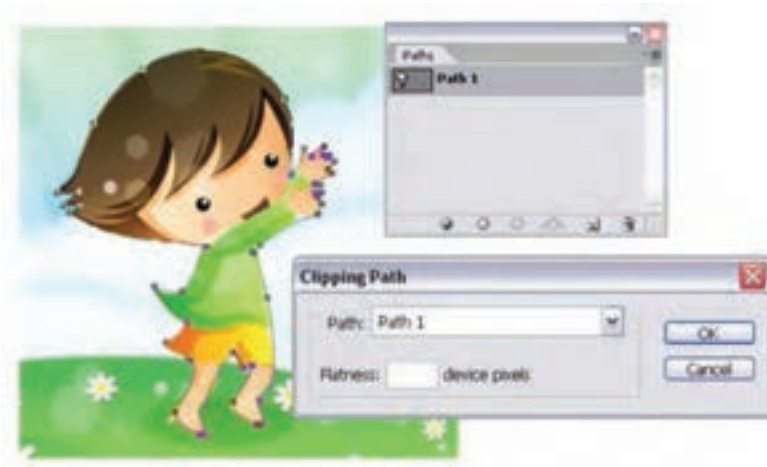 Paths
Path 1
Clipping Path
Path: Path 1
OK
Flatness: device pixels
Cancel